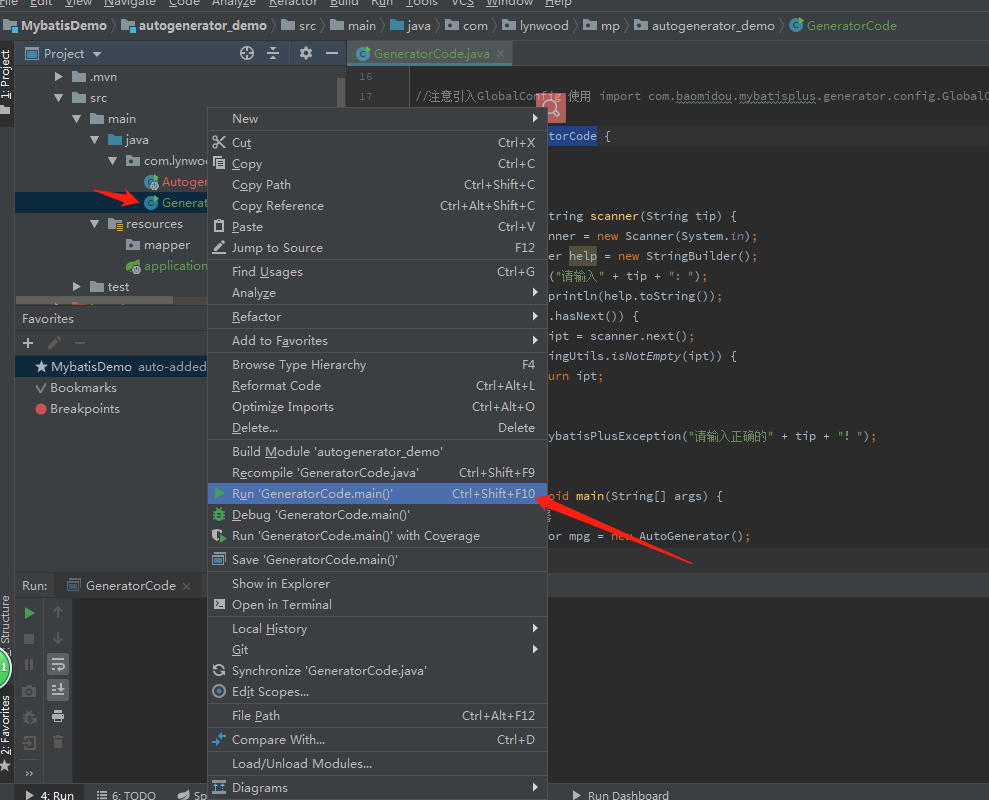 File Edit View Navigate Code Analyze Refactor Build Run Tools VCS Window Help
MybatisDemo autogenerator_demo src main java com lynwood mp autogenerator_demo GeneratorCode
1: Project
Project
GeneratorCode.java
.mvn
src
main
java
com.lynwoo
Autoger
Generat
resources
mapper
application
test
16
17 //注意引入GlobalConfig 使用 import com.baomidou.mybatisplus.generator.config.GlobalC
torCode {
tring scanner(String tip) {
nner = new Scanner(System.in);
er help = new StringBuilder();
("请输入" + tip + ": ");
println(help.toString());
.hasNext()) {
ipt = scanner.next();
ingUtils.isNotEmpty(ipt)) {
urn ipt;
ybatisPlusException("请输入正确的" + tip + "! ");
oid main(String[] args) {
or mpg = new AutoGenerator();
New
Cut Ctrl+X
Copy Ctrl+C
Copy Path Ctrl+Shift+C
Copy Reference Ctrl+Alt+Shift+C
Paste Ctrl+V
Jump to Source F12
Find Usages Ctrl+G
Analyze
Refactor
Add to Favorites
Browse Type Hierarchy F4
Reformat Code Ctrl+Alt+L
Optimize Imports Ctrl+Alt+O
Delete... Delete
Build Module 'autogenerator_demo'
Recompile 'GeneratorCode.java' Ctrl+Shift+F9
Run 'GeneratorCode.main()' Ctrl+Shift+F10
Debug 'GeneratorCode.main()'
Run 'GeneratorCode.main()' with Coverage
Save 'GeneratorCode.main()'
Show in Explorer
Open in Terminal
Local History
Git
Synchronize 'GeneratorCode.java'
Edit Scopes...
File Path Ctrl+Alt+F12
Compare With... Ctrl+D
Load/Unload Modules...
Diagrams
Favorites
MybatisDemo auto-added
Bookmarks
Breakpoints
Run: GeneratorCode
Structure
1
2: Favorites
4: Run 6: TODO Sp Run Dashboard